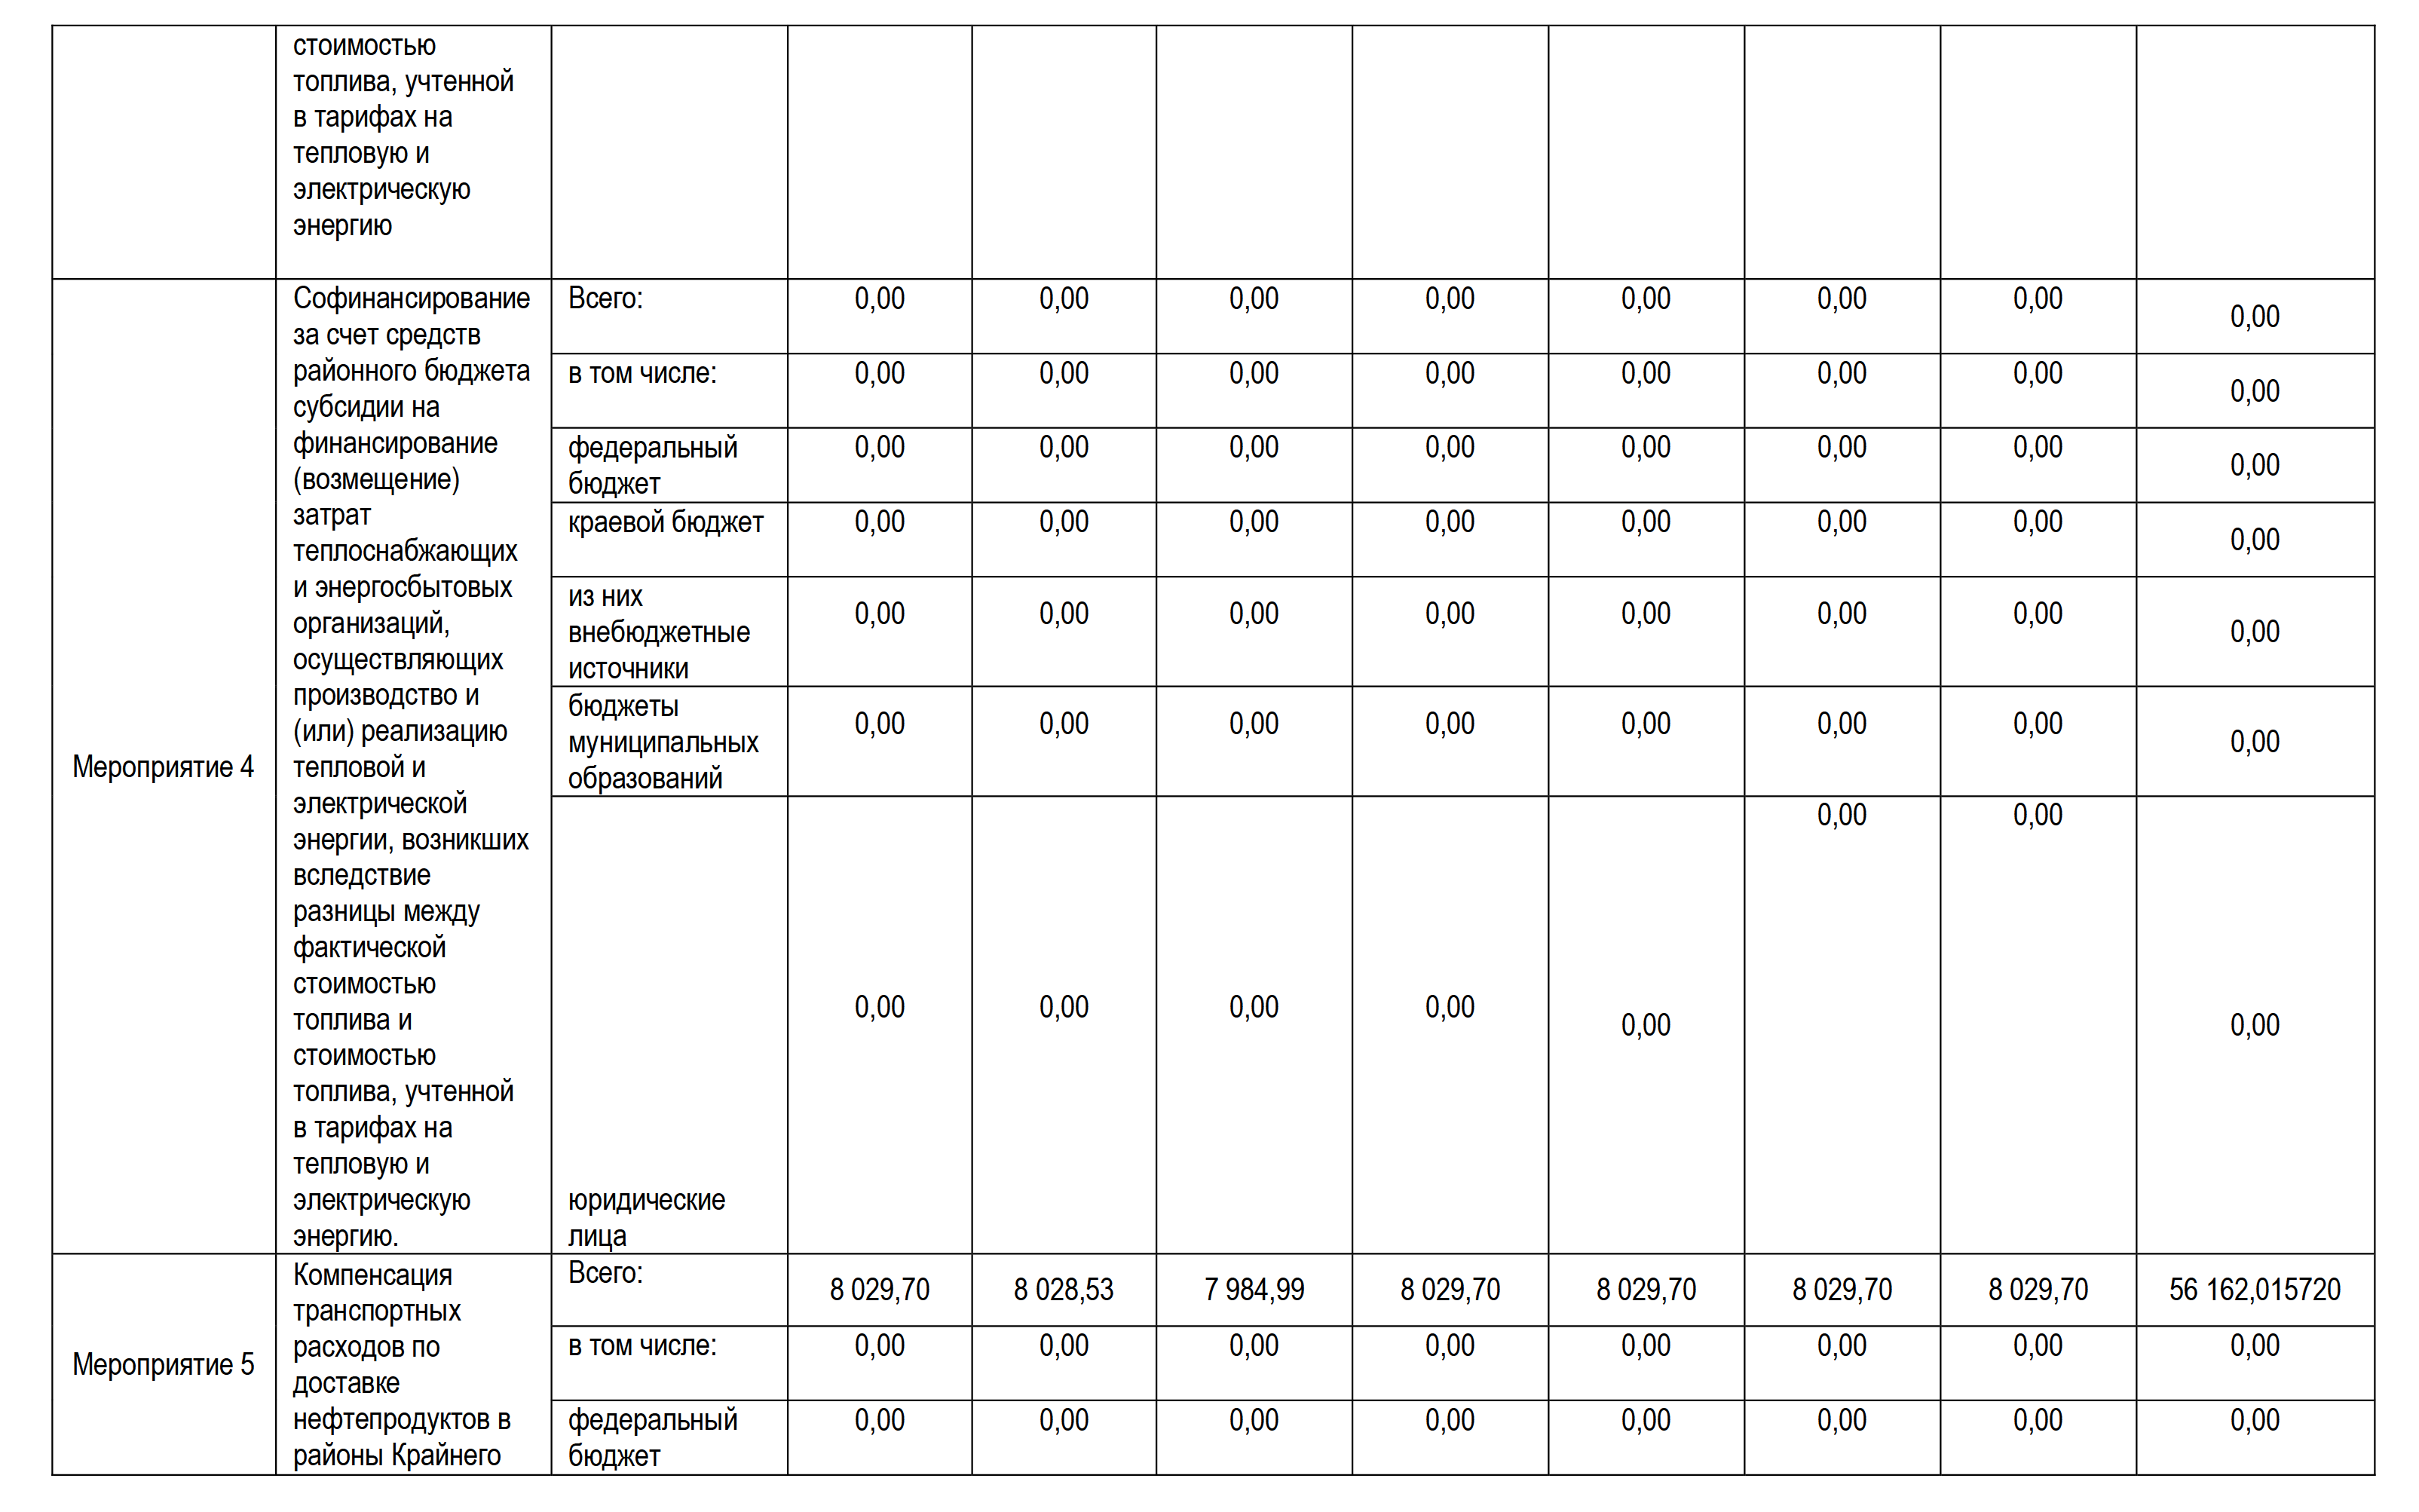 стоимостью
топлива, учтенной
в тарифах на
тепловую и
электрическую
энергию
Мероприятие 4
Софинансирование
за счет средств
районного бюджета
субсидии на
финансирование
(возмещение)
затрат
теплоснабжающих
и энергосбытовых
организаций,
осуществляющих
производство и
(или) реализацию
тепловой и
электрической
энергии, возникших
вследствие
разницы между
фактической
стоимостью
топлива и
стоимостью
топлива, учтенной
в тарифах на
тепловую и
электрическую
энергию.
Всего: 0,00 0,00 0,00 0,00 0,00 0,00 0,00 0,00
в том числе: 0,00 0,00 0,00 0,00 0,00 0,00 0,00 0,00
федеральный
бюджет 0,00 0,00 0,00 0,00 0,00 0,00 0,00 0,00
краевой бюджет 0,00 0,00 0,00 0,00 0,00 0,00 0,00 0,00
из них
внебюджетные
источники 0,00 0,00 0,00 0,00 0,00 0,00 0,00 0,00
бюджеты
муниципальных
образований 0,00 0,00 0,00 0,00 0,00 0,00 0,00 0,00
юридические
лица 0,00 0,00 0,00 0,00 0,00 0,00 0,00 0,00
Мероприятие 5
Компенсация
транспортных
расходов по
доставке
нефтепродуктов в
районы Крайнего
Всего: 8 029,70 8 028,53 7 984,99 8 029,70 8 029,70 8 029,70 8 029,70 56 162,015720
в том числе: 0,00 0,00 0,00 0,00 0,00 0,00 0,00 0,00
федеральный
бюджет 0,00 0,00 0,00 0,00 0,00 0,00 0,00 0,00